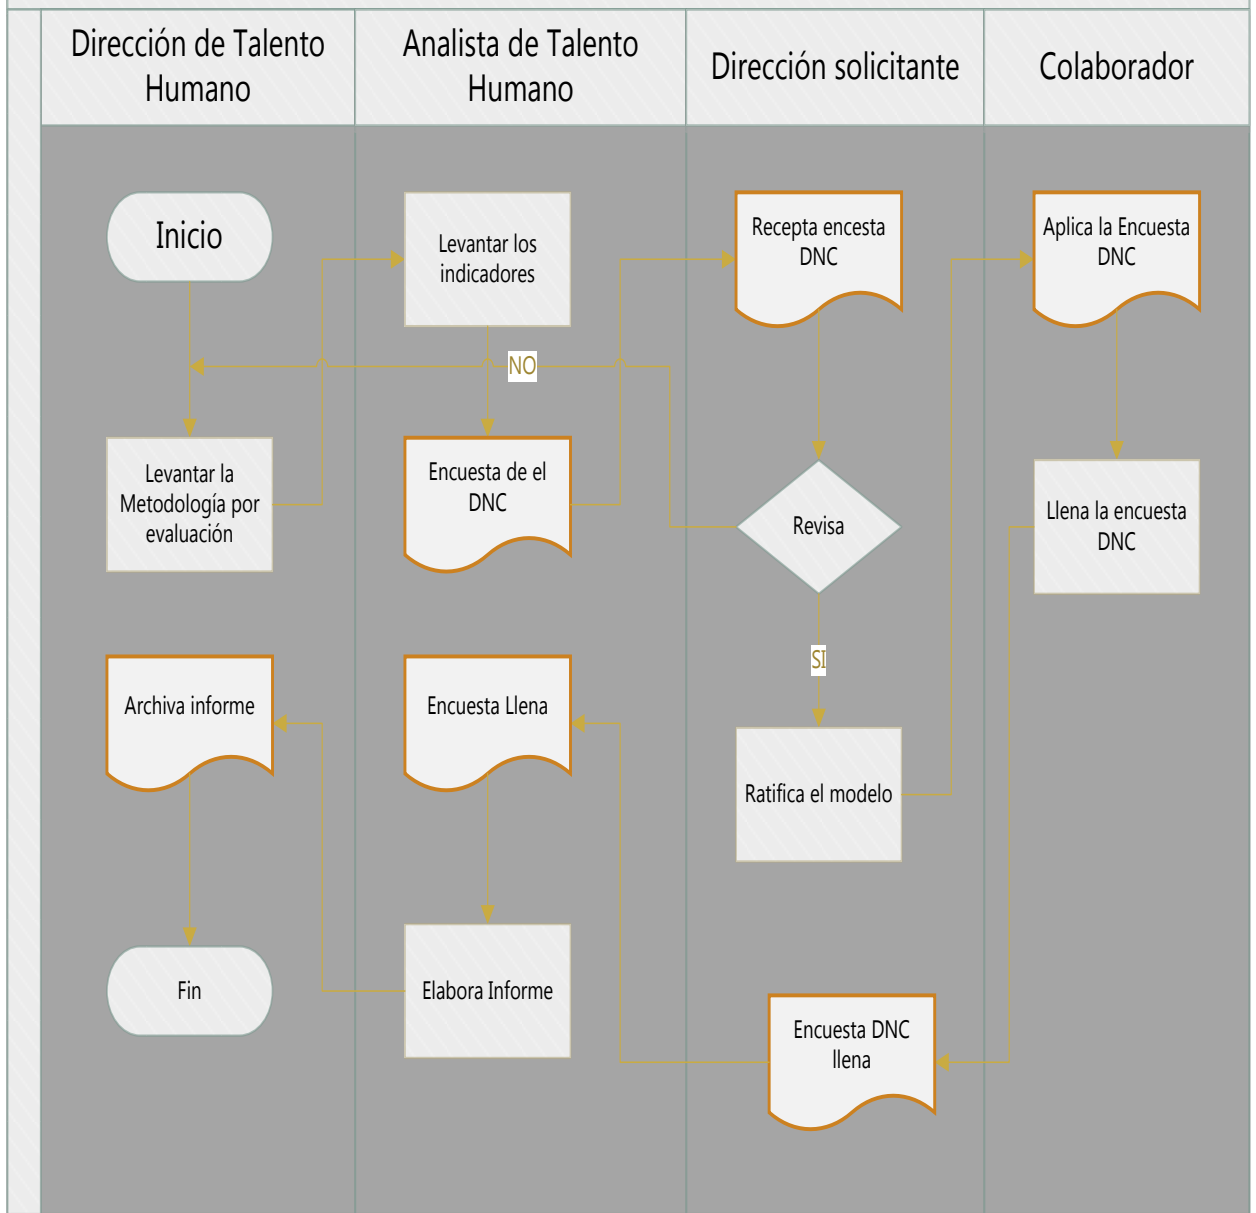 Dirección de Talento
Humano
Analista de Talento
Humano
Dirección solicitante
Colaborador
Inicio
Levantar los
indicadores
Recepta encesta
DNC
Aplica la Encuesta
DNC
NO
Levantar la
Metodología por
evaluación
Encuesta de el
DNC
Revisa
Llena la encuesta
DNC
SI
Archiva informe
Encuesta Llena
Ratifica el modelo
Fin
Elabora Informe
Encuesta DNC
llena